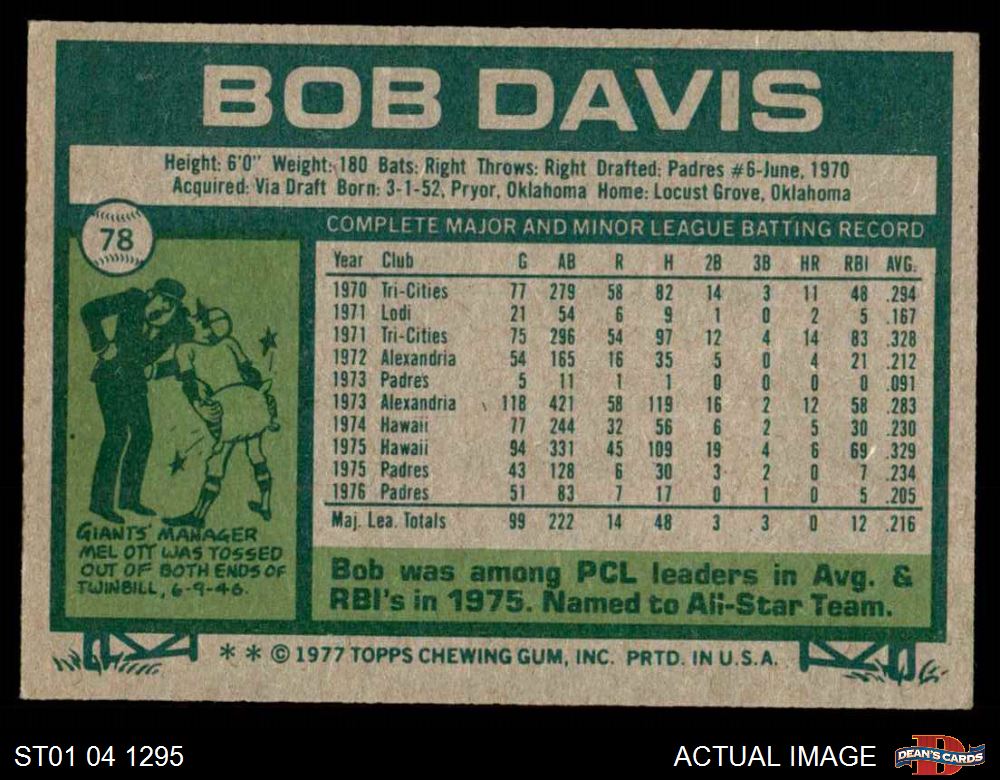 BOB DAVIS
Height: 6'0" Weight: 180 Bats: Right Throws: Right Drafted: Padres #6-June, 1970
Acquired: Via Draft Born: 3-1-52, Pryor, Oklahoma Home: Locust Grove, Oklahoma
78
COMPLETE MAJOR AND MINOR LEAGUE BATTING RECORD
Year Club G AB R H 2B 3B HR RBI AVG.
1970 Tri-Cities 77 279 58 82 14 3 11 48 .294
1971 Lodi 21 54 6 9 1 0 2 5 .167
1971 Tri-Cities 75 296 54 97 12 4 14 83 .328
1972 Alexandria 54 165 16 35 5 0 4 21 .212
1973 Padres 5 11 1 1 0 0 0 0 .091
1973 Alexandria 118 421 58 119 16 2 12 58 .283
1974 Hawaii 77 244 32 56 6 2 5 30 .230
1975 Hawaii 94 331 45 109 19 4 6 69 .329
1975 Padres 43 128 6 30 3 2 0 7 .234
1976 Padres 51 83 7 17 0 1 0 5 .205
Maj. Lea. Totals 99 222 14 48 3 3 0 12 .216
GIANTS' MANAGER
MEL OTT WAS TOSSED
OUT OF BOTH ENDS OF
TWINBILL, 6-9-46.
Bob was among PCL leaders in Avg. &
RBI's in 1975. Named to All-Star Team.
* * © 1977 TOPPS CHEWING GUM, INC. PRTD. IN U.S.A.
ST01 04 1295
ACTUAL IMAGE
D
DEAN'S CARDS